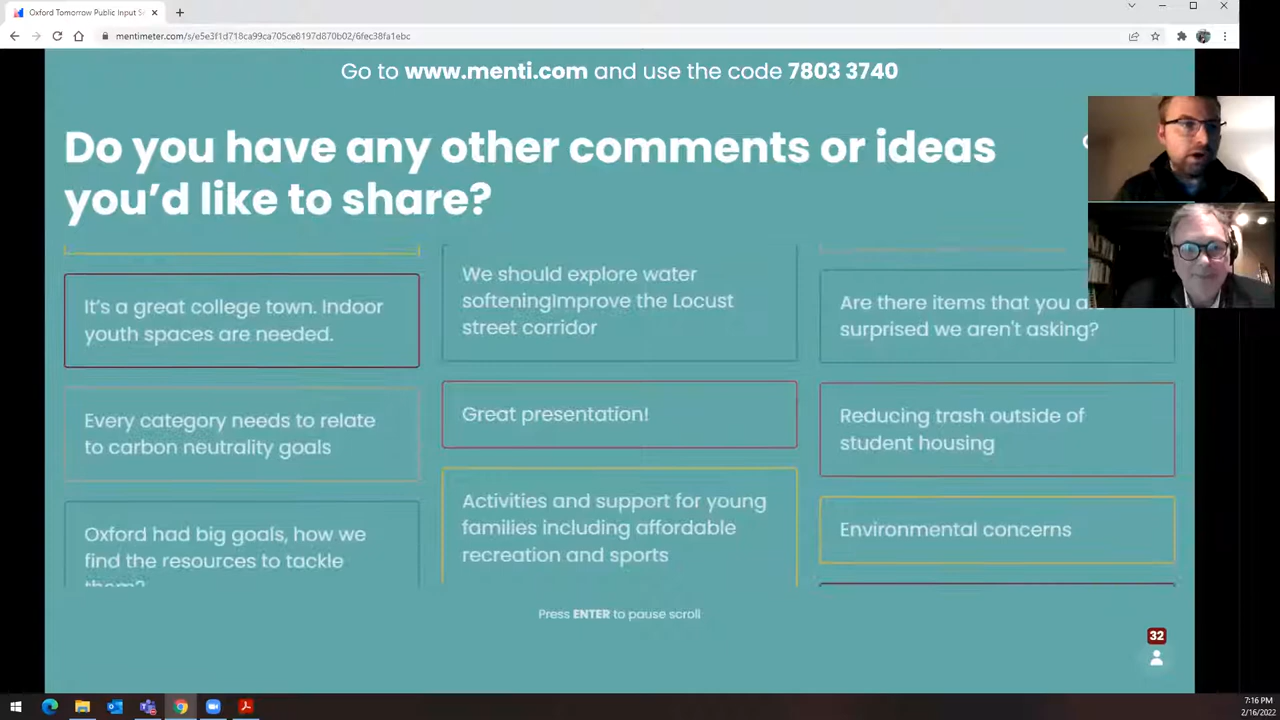 Oxford Tomorrow Public Input S
mentimeter.com/s/e5e3f1d718ca99ca705ce8197d870b02/6fec38fa1ebc
Go to www.menti.com and use the code 7803 3740
Do you have any other comments or ideas
you'd like to share?
It's a great college town. Indoor
youth spaces are needed.
Every category needs to relate
to carbon neutrality goals
Oxford had big goals, how we
find the resources to tackle
them?
We should explore water
softeningImprove the Locust
street corridor
Great presentation!
Activities and support for young
families including affordable
recreation and sports
Are there items that you a
surprised we aren't asking?
Reducing trash outside of
student housing
Environmental concerns
Press ENTER to pause scroll
32
7:16 PM
2/16/2022